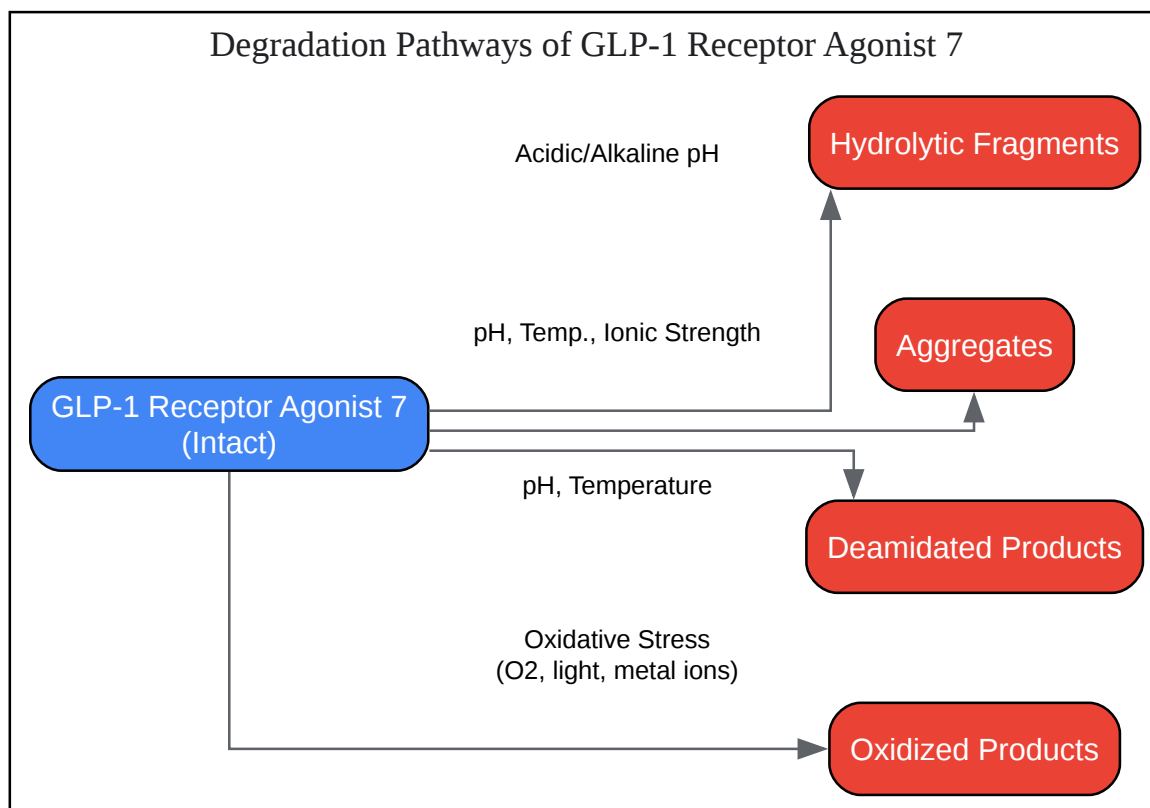 Degradation Pathways of GLP-1 Receptor Agonist 7
Acidic/Alkaline pH
Hydrolytic Fragments
pH, Temp., Ionic Strength
Aggregates
GLP-1 Receptor Agonist 7
(Intact)
pH, Temperature
Deamidated Products
Oxidative Stress
(O2, light, metal ions)
Oxidized Products